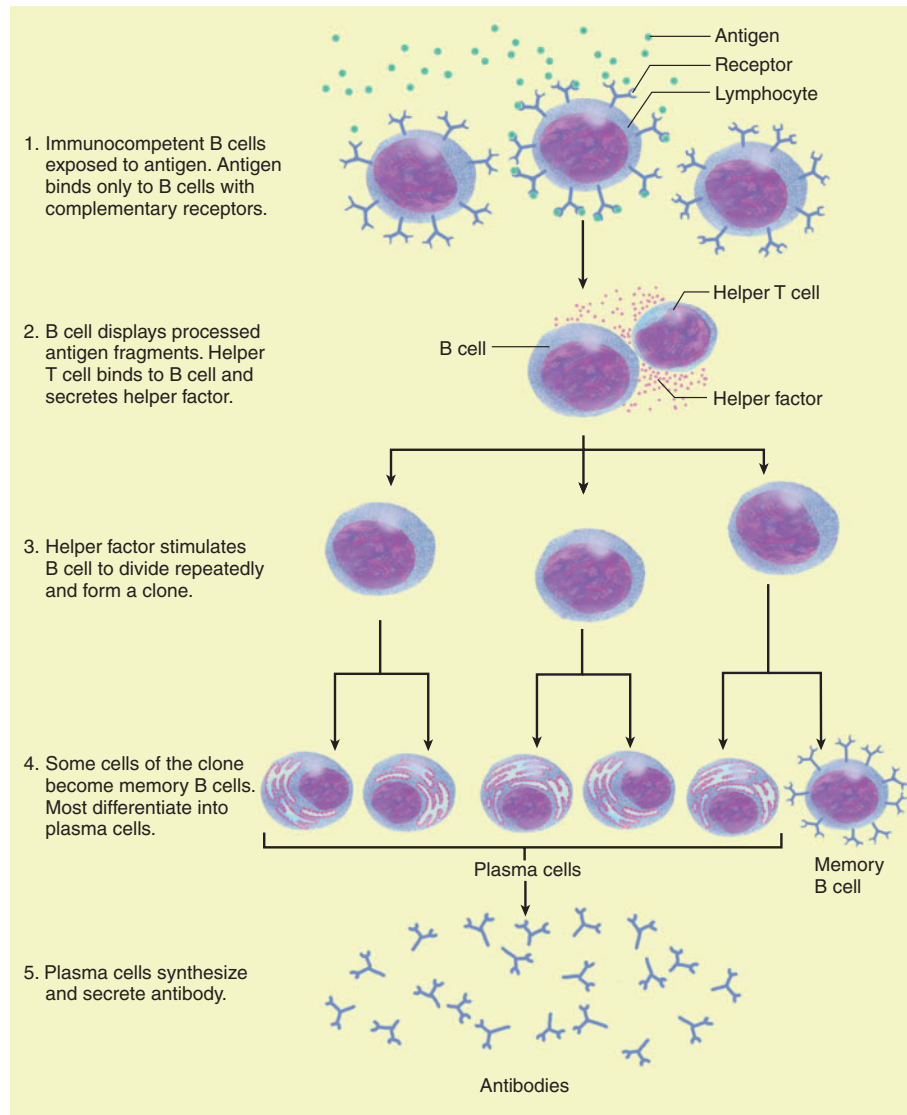 Antigen
Receptor
Lymphocyte
1. Immunocompetent B cells
exposed to antigen. Antigen
binds only to B cells with
complementary receptors.
Helper T cell
B cell
Helper factor
2. B cell displays processed
antigen fragments. Helper
T cell binds to B cell and
secretes helper factor.
3. Helper factor stimulates
B cell to divide repeatedly
and form a clone.
4. Some cells of the clone
become memory B cells.
Most differentiate into
plasma cells.
Plasma cells
Memory
B cell
5. Plasma cells synthesize
and secrete antibody.
Antibodies